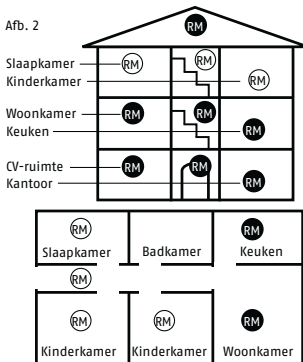 Afb. 2
RM
Slaapkamer RM RM
Kinderkamer RM
Woonkamer RM RM
Keuken RM
CV-ruimte RM RM
Kantoor RM
RM RM
Slaapkamer Badkamer Keuken
RM
RM RM RM
Kinderkamer Kinderkamer Woonkamer